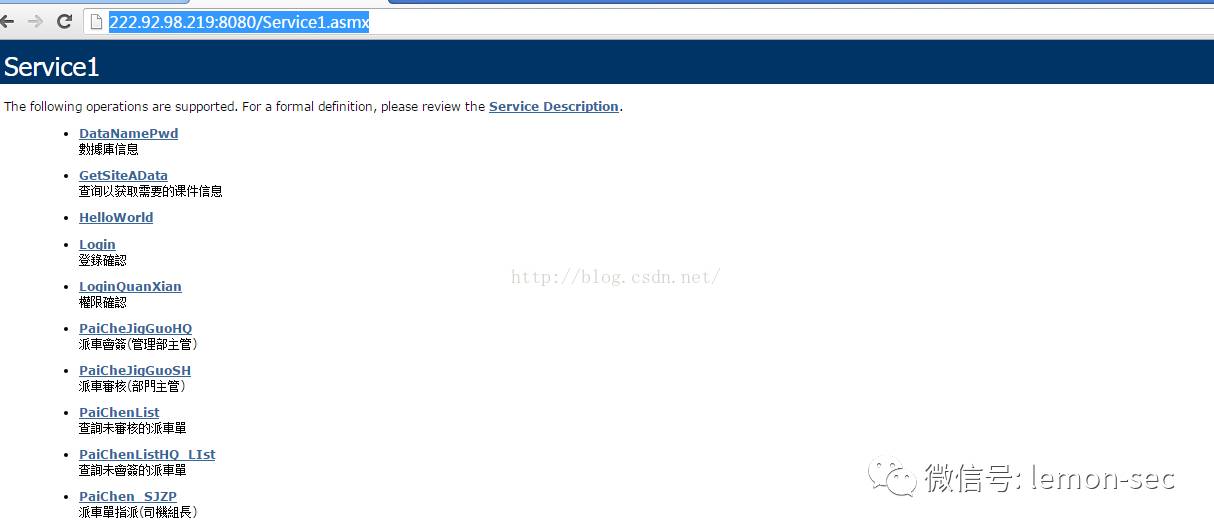 222.92.98.219:8080/Service1.asmx
Service1
The following operations are supported. For a formal definition, please review the Service Description.
DataNamePwd
數據庫信息
GetSiteAData
查询以获取需要的课件信息
HelloWorld
Login
登錄確認
LoginQuanXian
權限確認
PaiCheJigGuoHQ
派車會簽(管理部主管)
PaiCheJigGuoSH
派車審核(部門主管)
PaiChenList
查詢未審核的派車單
PaiChenListHQ_LIst
查詢未會簽的派車單
PaiChen_SJZP
派車單指派(司機組長)
http://blog.csdn.net/
微信号: lemon-sec